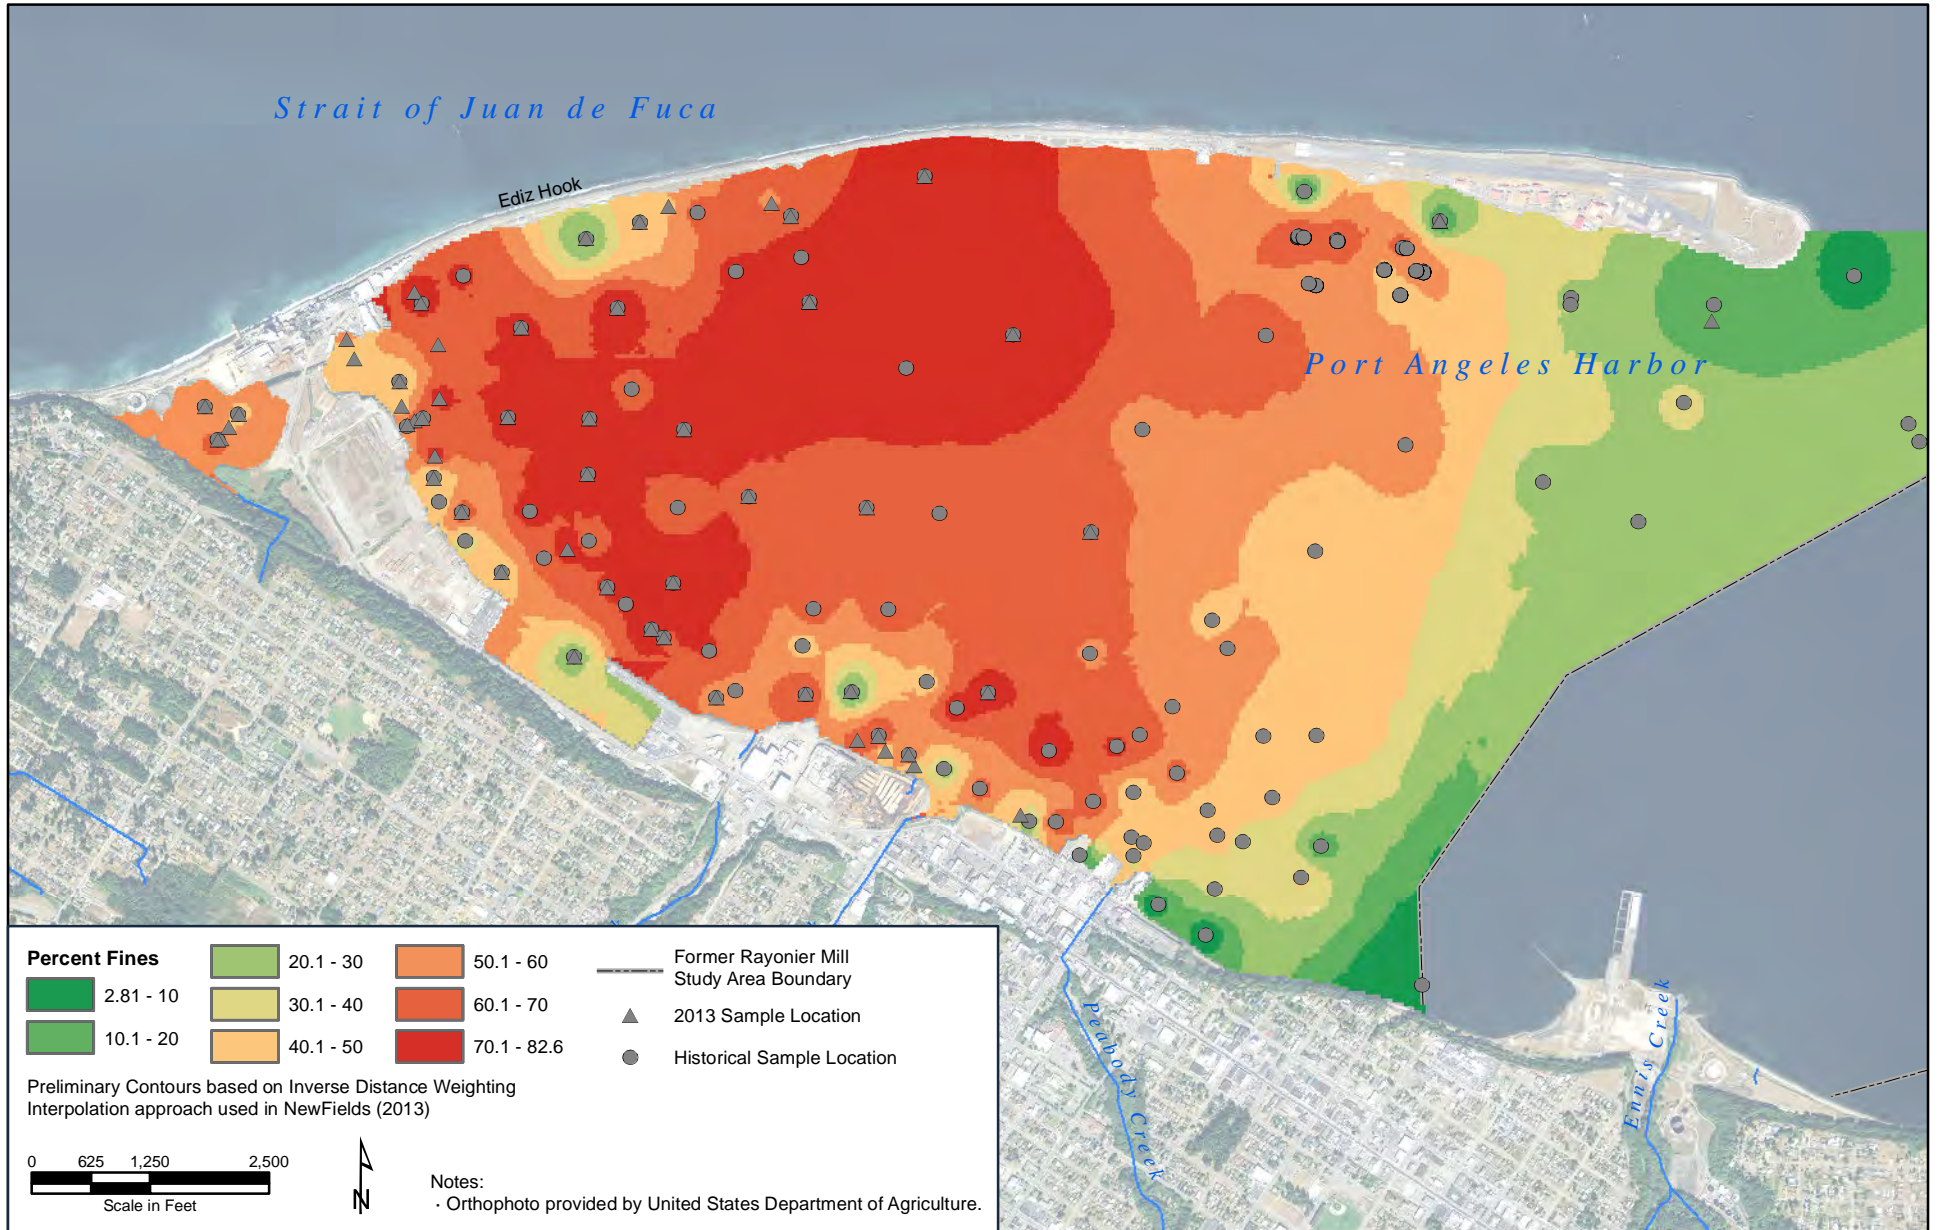 Strait of Juan de Fuca
Ediz Hook
Port Angeles Harbor
Peabody Creek
Ennis Creek
Percent Fines
2.81 - 10
10.1 - 20
20.1 - 30
30.1 - 40
40.1 - 50
50.1 - 60
60.1 - 70
70.1 - 82.6
Former Rayonier Mill
Study Area Boundary
2013 Sample Location
Historical Sample Location
Preliminary Contours based on Inverse Distance Weighting
Interpolation approach used in NewFields (2013)
0 625 1,250 2,500
Scale in Feet
N
Notes:
· Orthophoto provided by United States Department of Agriculture.